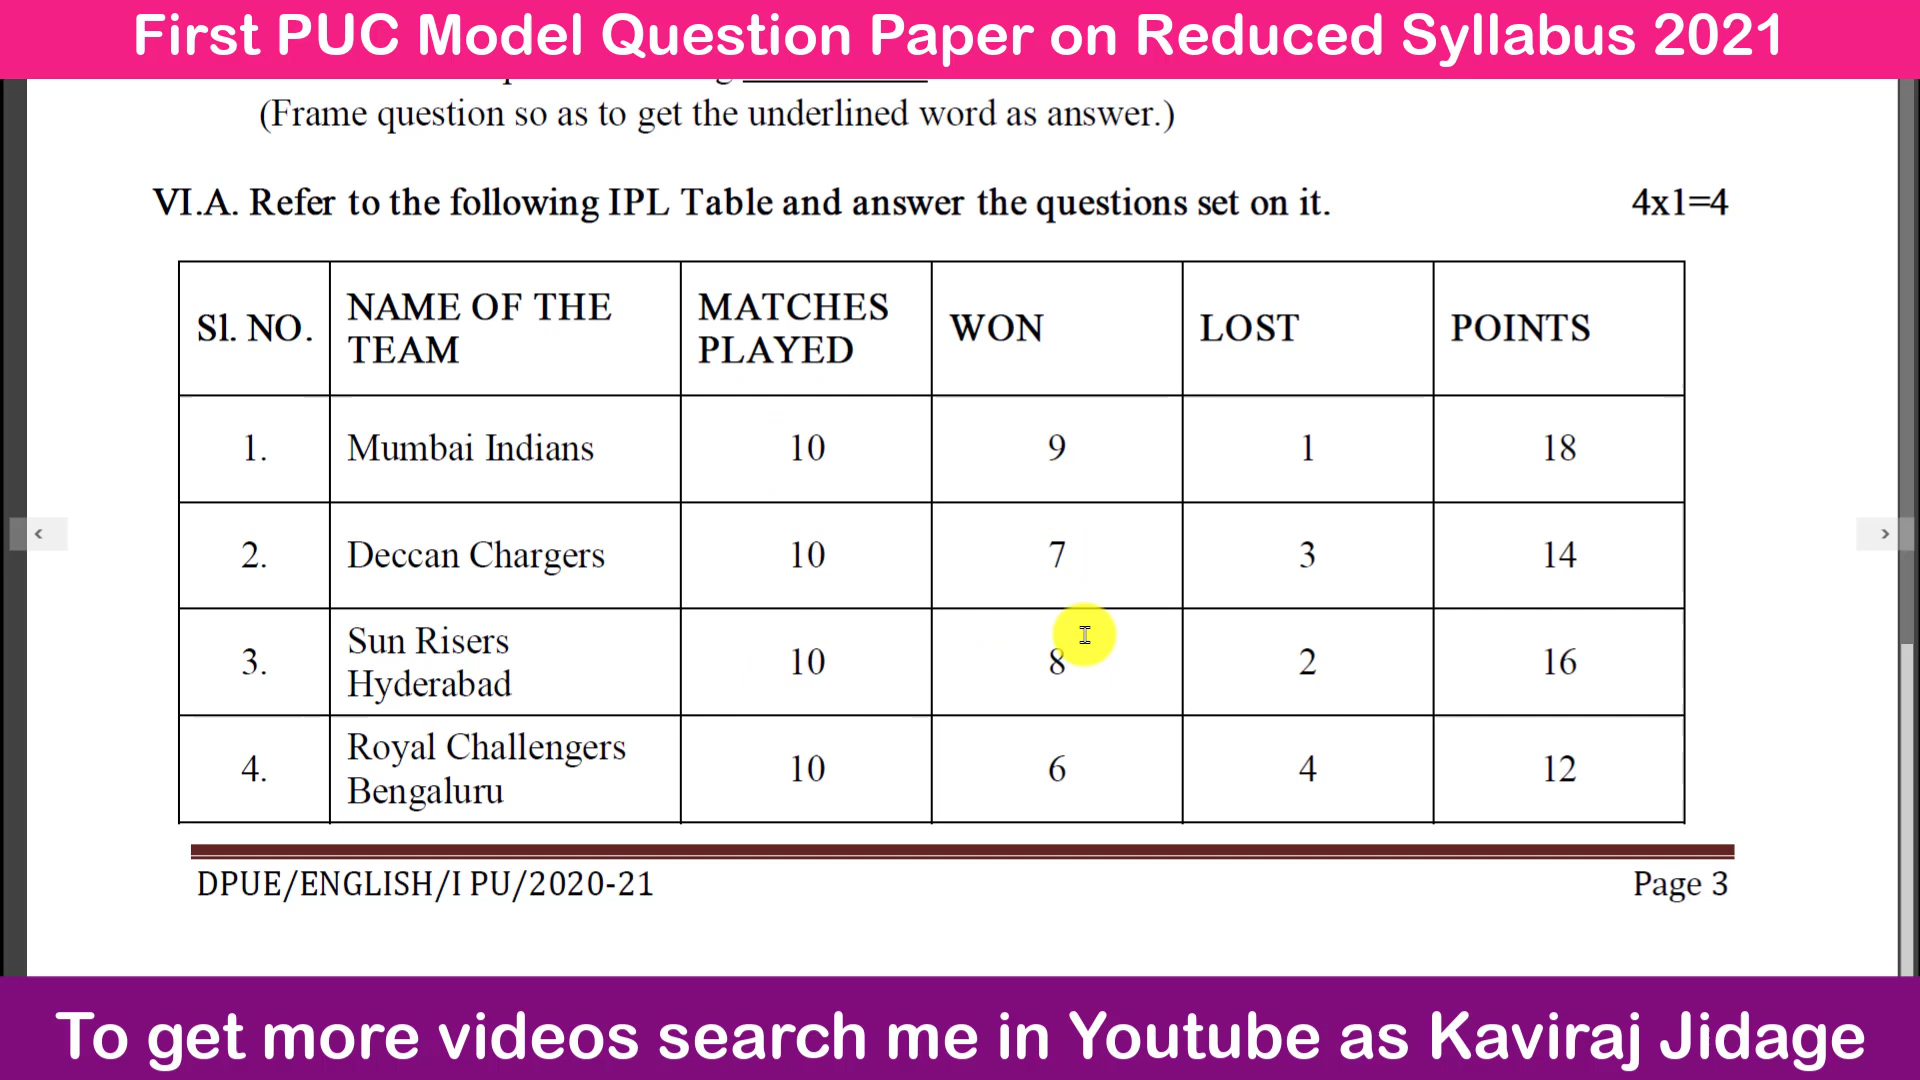 First PUC Model Question Paper on Reduced Syllabus 2021
(Frame question so as to get the underlined word as answer.)
VI.A. Refer to the following IPL Table and answer the questions set on it. 4x1=4
Sl. NO. NAME OF THE TEAM MATCHES PLAYED WON LOST POINTS
1. Mumbai Indians 10 9 1 18
2. Deccan Chargers 10 7 3 14
3. Sun Risers Hyderabad 10 8 2 16
4. Royal Challengers Bengaluru 10 6 4 12
DPUE/ENGLISH/I PU/2020-21 Page 3
To get more videos search me in Youtube as Kaviraj Jidage